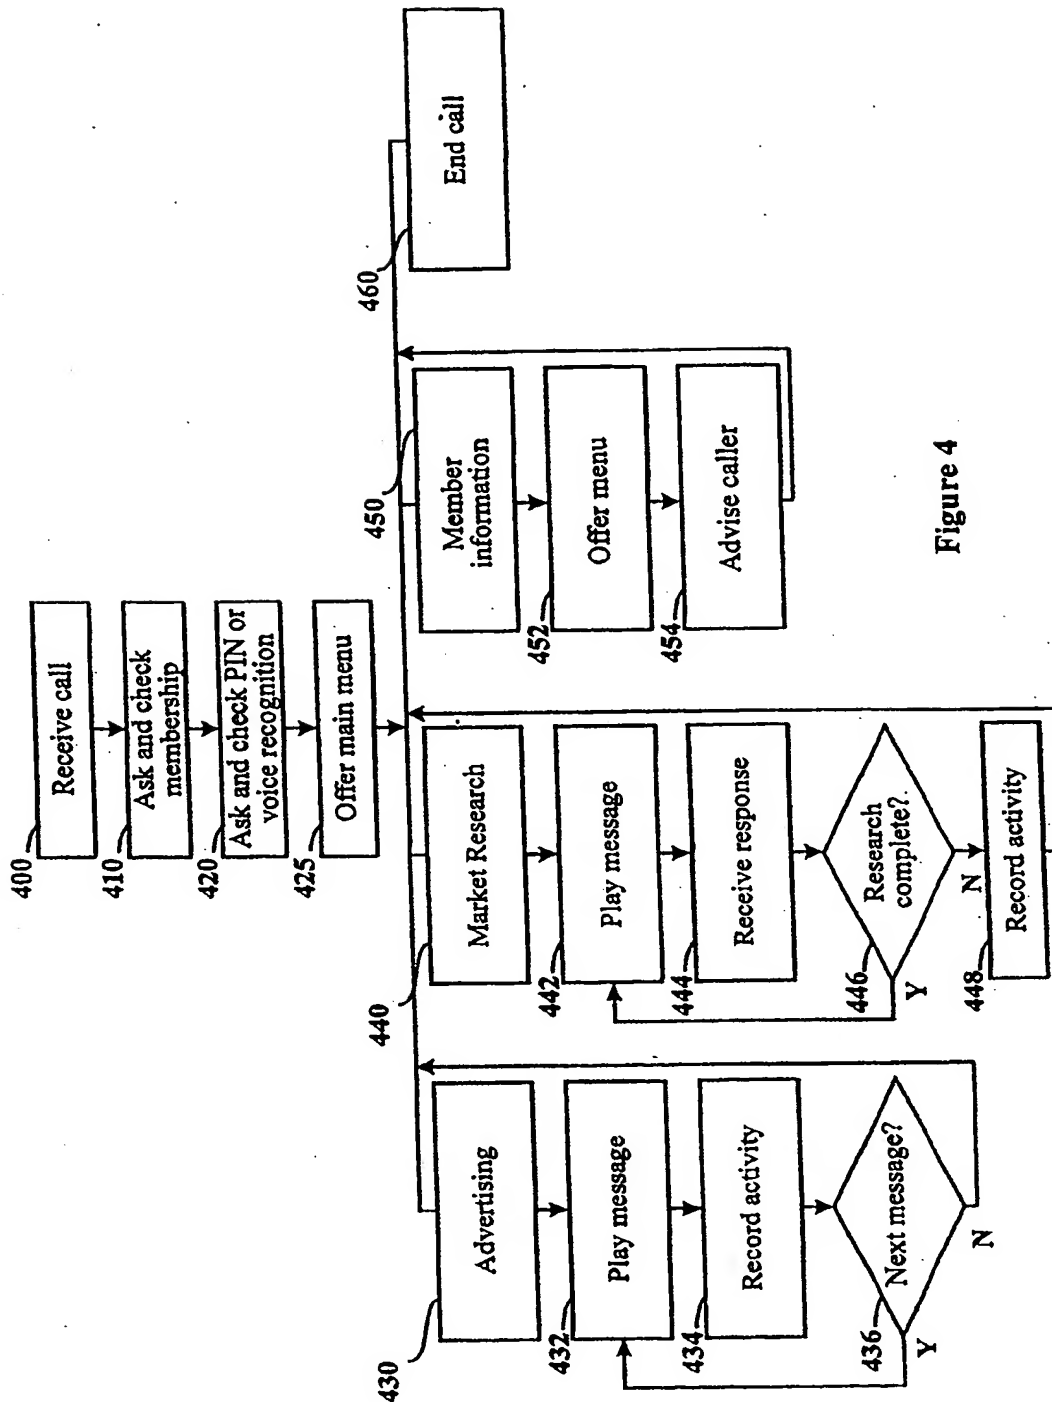 400
Receive call
410
Ask and check
membership
420
Ask and check PIN or
voice recognition
425
Offer main menu
430
Advertising
432
Play message
434
Record activity
436
Next message?
Y
N
440
Market Research
442
Play message
444
Receive response
446
Research
complete?
Y
N
448
Record activity
450
Member
information
452
Offer menu
454
Advise caller
460
End call
Figure 4